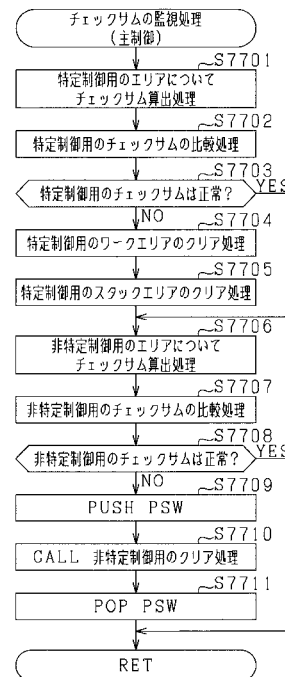 チェックサムの監視処理
(主制御)
S7701
特定制御用のエリアについて
チェックサム算出処理
S7702
特定制御用のチェックサムの比較処理
S7703
特定制御用のチェックサムは正常?
YES
NO
S7704
特定制御用のワークエリアのクリア処理
S7705
特定制御用のスタックエリアのクリア処理
S7706
非特定制御用のエリアについて
チェックサム算出処理
S7707
非特定制御用のチェックサムの比較処理
S7708
非特定制御用のチェックサムは正常?
YES
NO
S7709
PUSH PSW
S7710
CALL 非特定制御用のクリア処理
S7711
POP PSW
RET